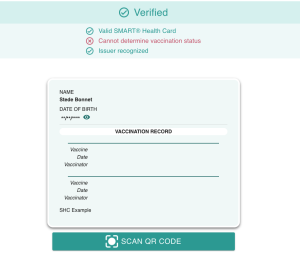 Verified
Valid SMART® Health Card
Cannot determine vaccination status
Issuer recognized
NAME
Stede Bonnet
DATE OF BIRTH
**/**/****
VACCINATION RECORD
Vaccine
Date
Vaccinator
Vaccine
Date
Vaccinator
SHC Example
SCAN QR CODE